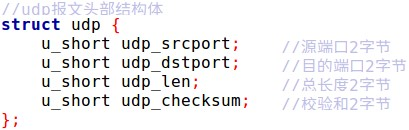 //udp报文头部结构体
struct udp {
u_short udp_srcport; //源端口2字节
u_short udp_dstport; //目的端口2字节
u_short udp_len; //总长度2字节
u_short udp_checksum; //校验和2字节
};